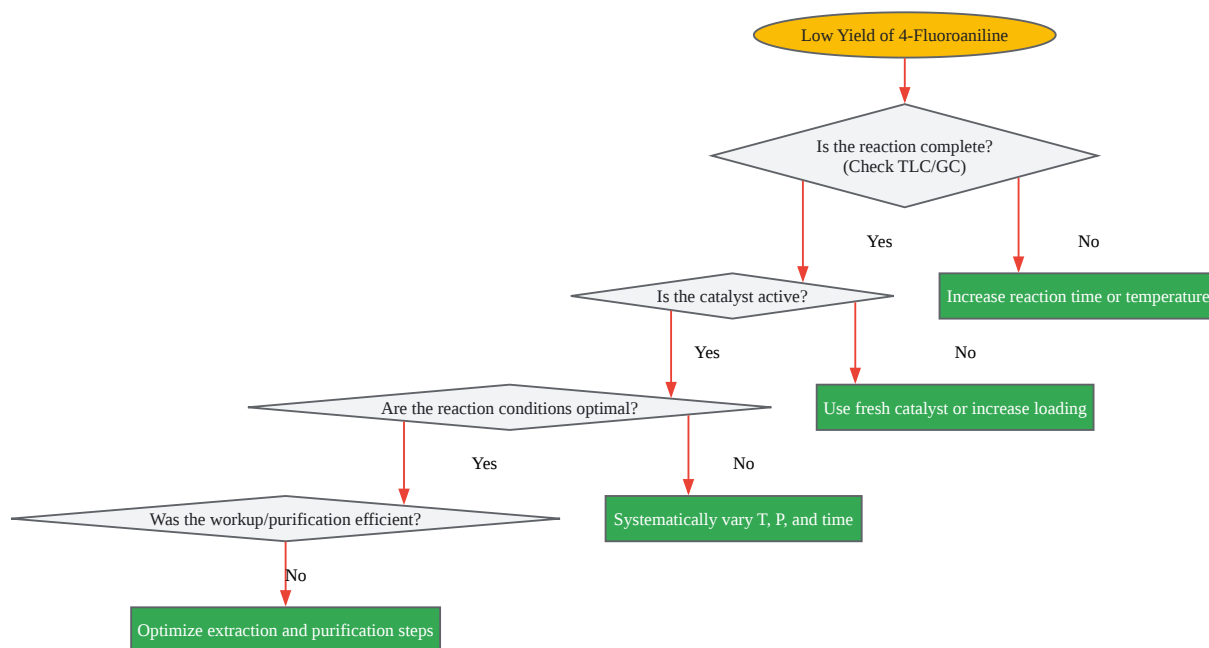 Low Yield of 4-Fluoroaniline
Is the reaction complete?
(Check TLC/GC)
Yes
No
Is the catalyst active?
Increase reaction time or temperature
Yes
No
Are the reaction conditions optimal?
Use fresh catalyst or increase loading
Yes
No
Was the workup/purification efficient?
Systematically vary T, P, and time
No
Optimize extraction and purification steps